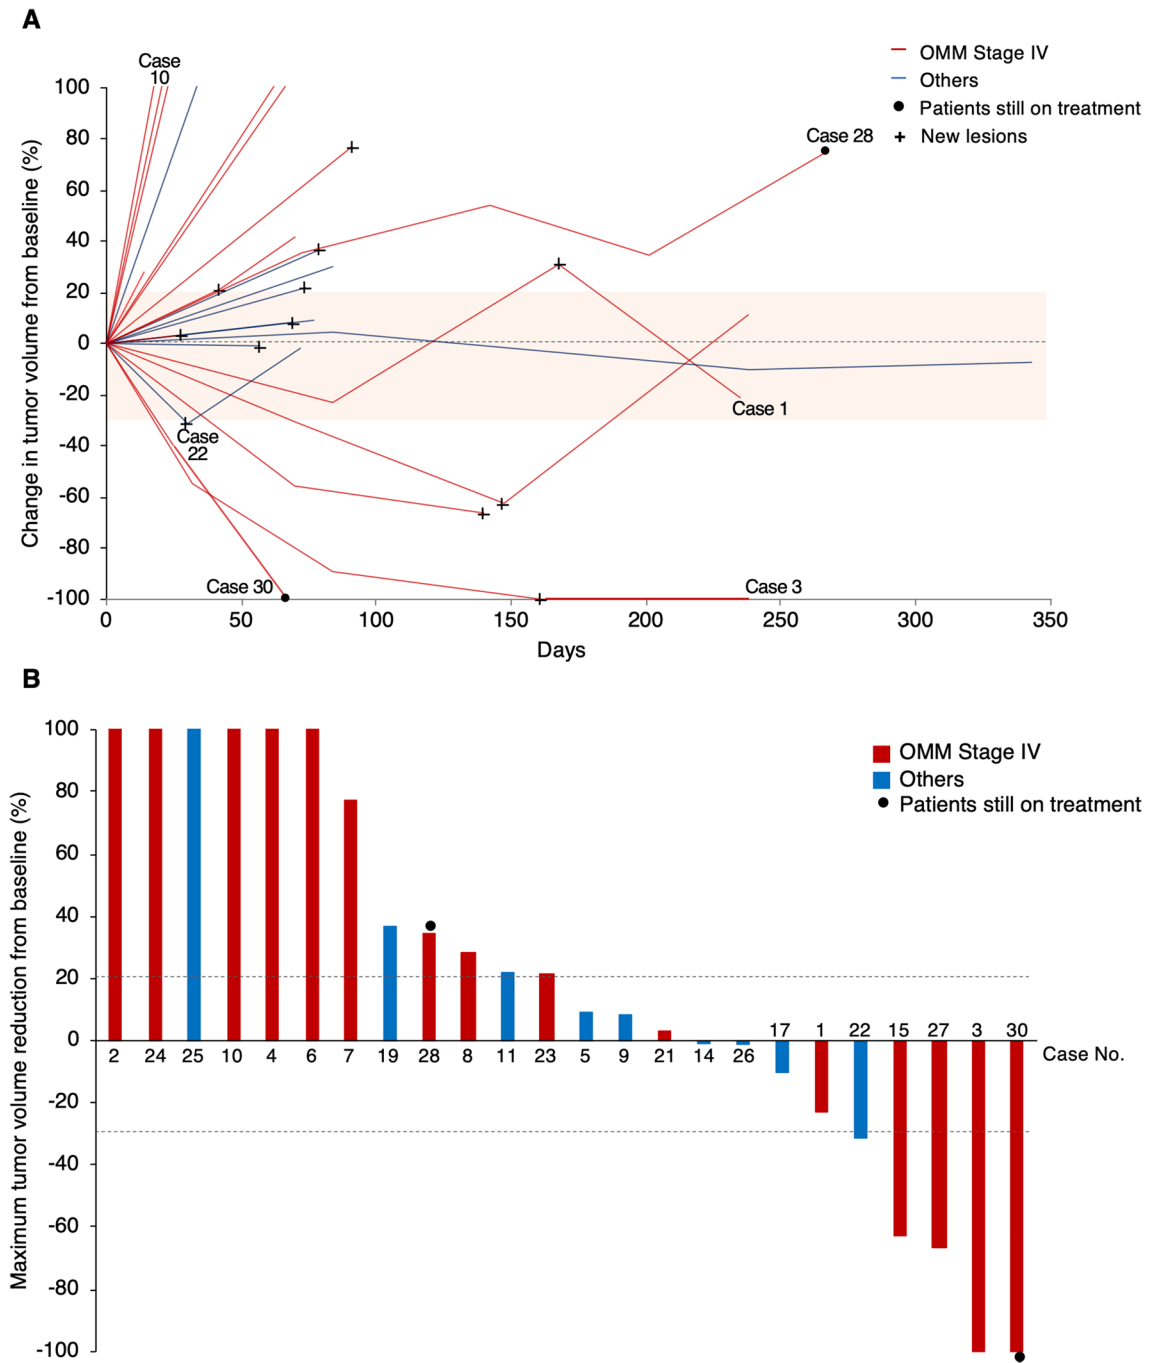 A
Case
10
OMM Stage IV
Others
Patients still on treatment
New lesions
Case 28
Change in tumor volume from baseline (%)
100
80
60
40
20
0
-20
-40
-60
-80
-100
Case 1
Case
22
Case 30
Case 3
0 50 100 150 200 250 300 350
Days
B
OMM Stage IV
Others
Patients still on treatment
Maximum tumor volume reduction from baseline (%)
100
80
60
40
20
0
-20
-40
-60
-80
-100
17 1 22 15 27 3 30
2 24 25 10 4 6 7 19 28 8 11 23 5 9 21 14 26
Case No.